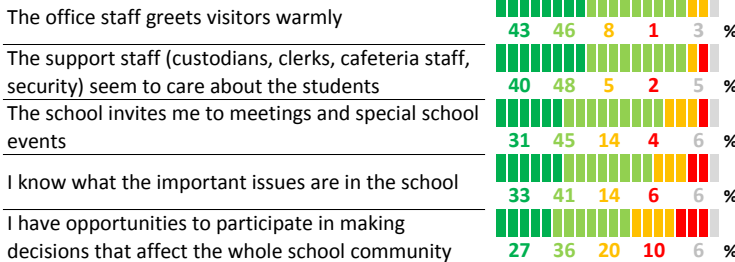 The office staff greets visitors warmly
43 46 8 1 3 %
The support staff (custodians, clerks, cafeteria staff,
security) seem to care about the students
40 48 5 2 5 %
The school invites me to meetings and special school
events
31 45 14 4 6 %
I know what the important issues are in the school
33 41 14 6 6 %
I have opportunities to participate in making
decisions that affect the whole school community
27 36 20 10 6 %